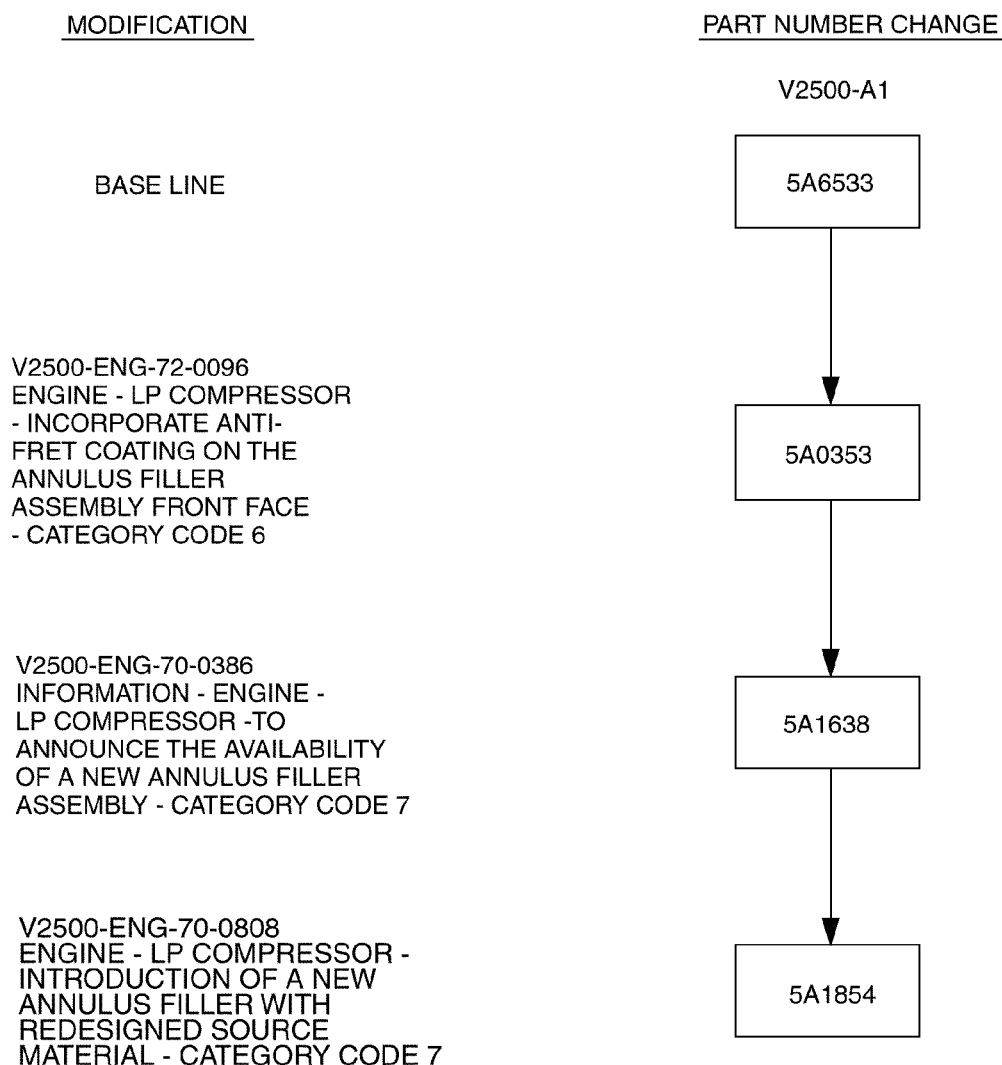 MODIFICATION
PART NUMBER CHANGE
V2500-A1
BASE LINE
5A6533
V2500-ENG-72-0096
ENGINE - LP COMPRESSOR
- INCORPORATE ANTI-
FRET COATING ON THE
ANNULUS FILLER
ASSEMBLY FRONT FACE
- CATEGORY CODE 6
5A0353
V2500-ENG-70-0386
INFORMATION - ENGINE -
LP COMPRESSOR -TO
ANNOUNCE THE AVAILABILITY
OF A NEW ANNULUS FILLER
ASSEMBLY - CATEGORY CODE 7
5A1638
V2500-ENG-70-0808
ENGINE - LP COMPRESSOR -
INTRODUCTION OF A NEW
ANNULUS FILLER WITH
REDESIGNED SOURCE
MATERIAL - CATEGORY CODE 7
5A1854